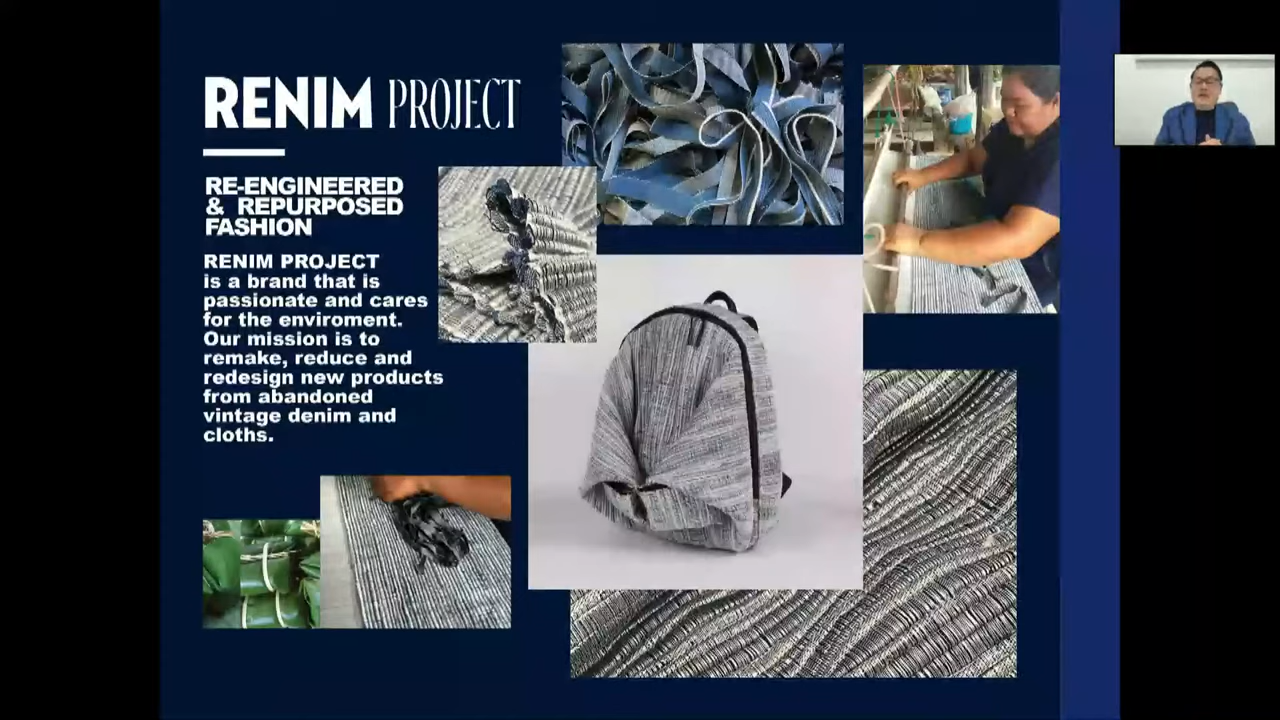 RENIM PROJECT
RE-ENGINEERED
& REPURPOSED
FASHION
RENIM PROJECT
is a brand that is
passionate and cares
for the enviroment.
Our mission is to
remake, reduce and
redesign new products
from abandoned
vintage denim and
cloths.